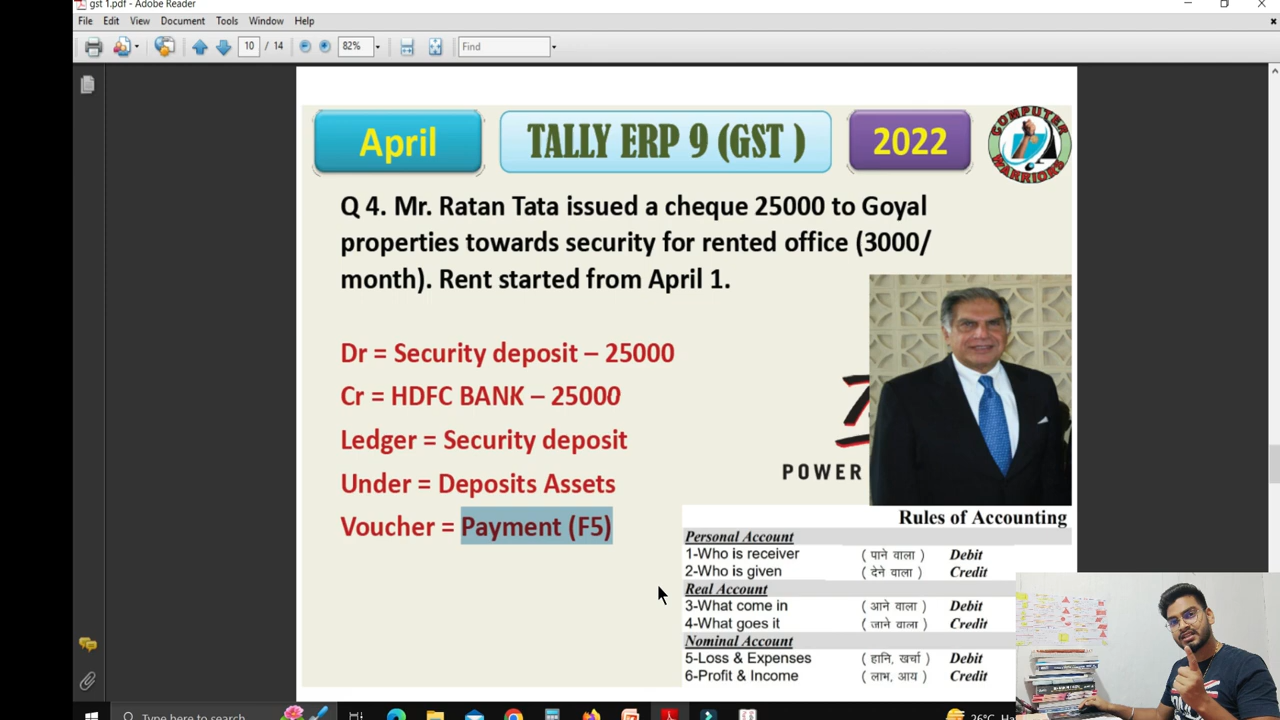 gst 1.pdf - Adobe Reader
File Edit View Document Tools Window Help
10 / 14 82% Find
April TALLY ERP 9 (GST ) 2022
COMPUTER WARRIORS
Q 4. Mr. Ratan Tata issued a cheque 25000 to Goyal
properties towards security for rented office (3000/
month). Rent started from April 1.
Dr = Security deposit – 25000
Cr = HDFC BANK – 25000
Ledger = Security deposit
Under = Deposits Assets
Voucher = Payment (F5)
POWER
Rules of Accounting
Personal Account
1-Who is receiver ( पाने वाला ) Debit
2-Who is given ( देने वाला ) Credit
Real Account
3-What come in ( आने वाला ) Debit
4-What goes it ( जाने वाला ) Credit
Nominal Account
5-Loss & Expenses ( हानि, खर्चा ) Debit
6-Profit & Income ( लाभ, आय ) Credit
Type here to search
26°C